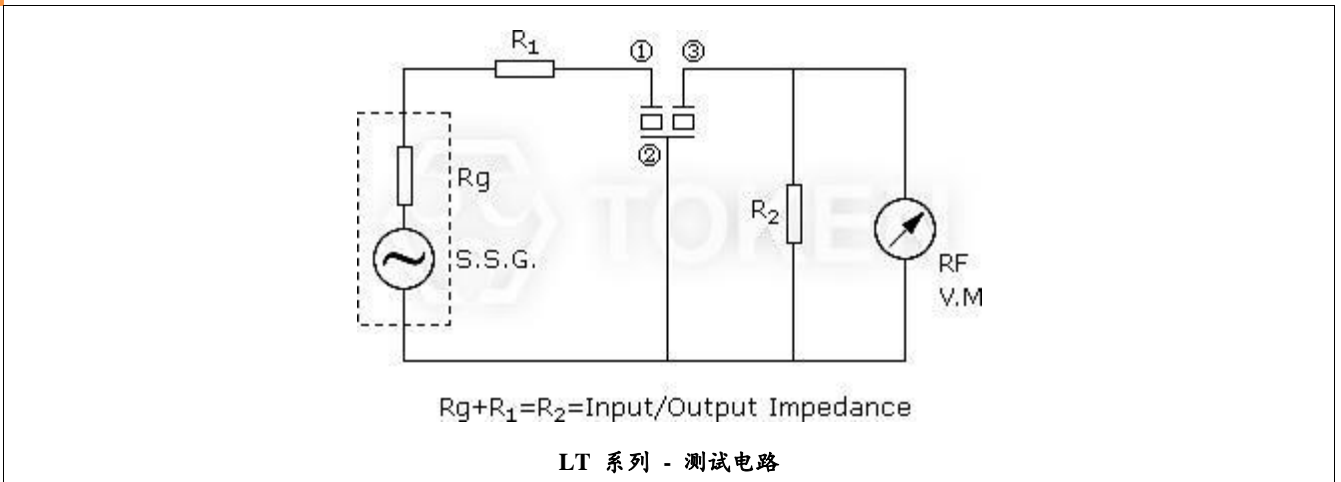 R₁
① ③
②
Rg
TOKEN
S.S.G.
R₂
RF
V.M
Rg+R₁=R₂=Input/Output Impedance
LT 系列 - 测试电路